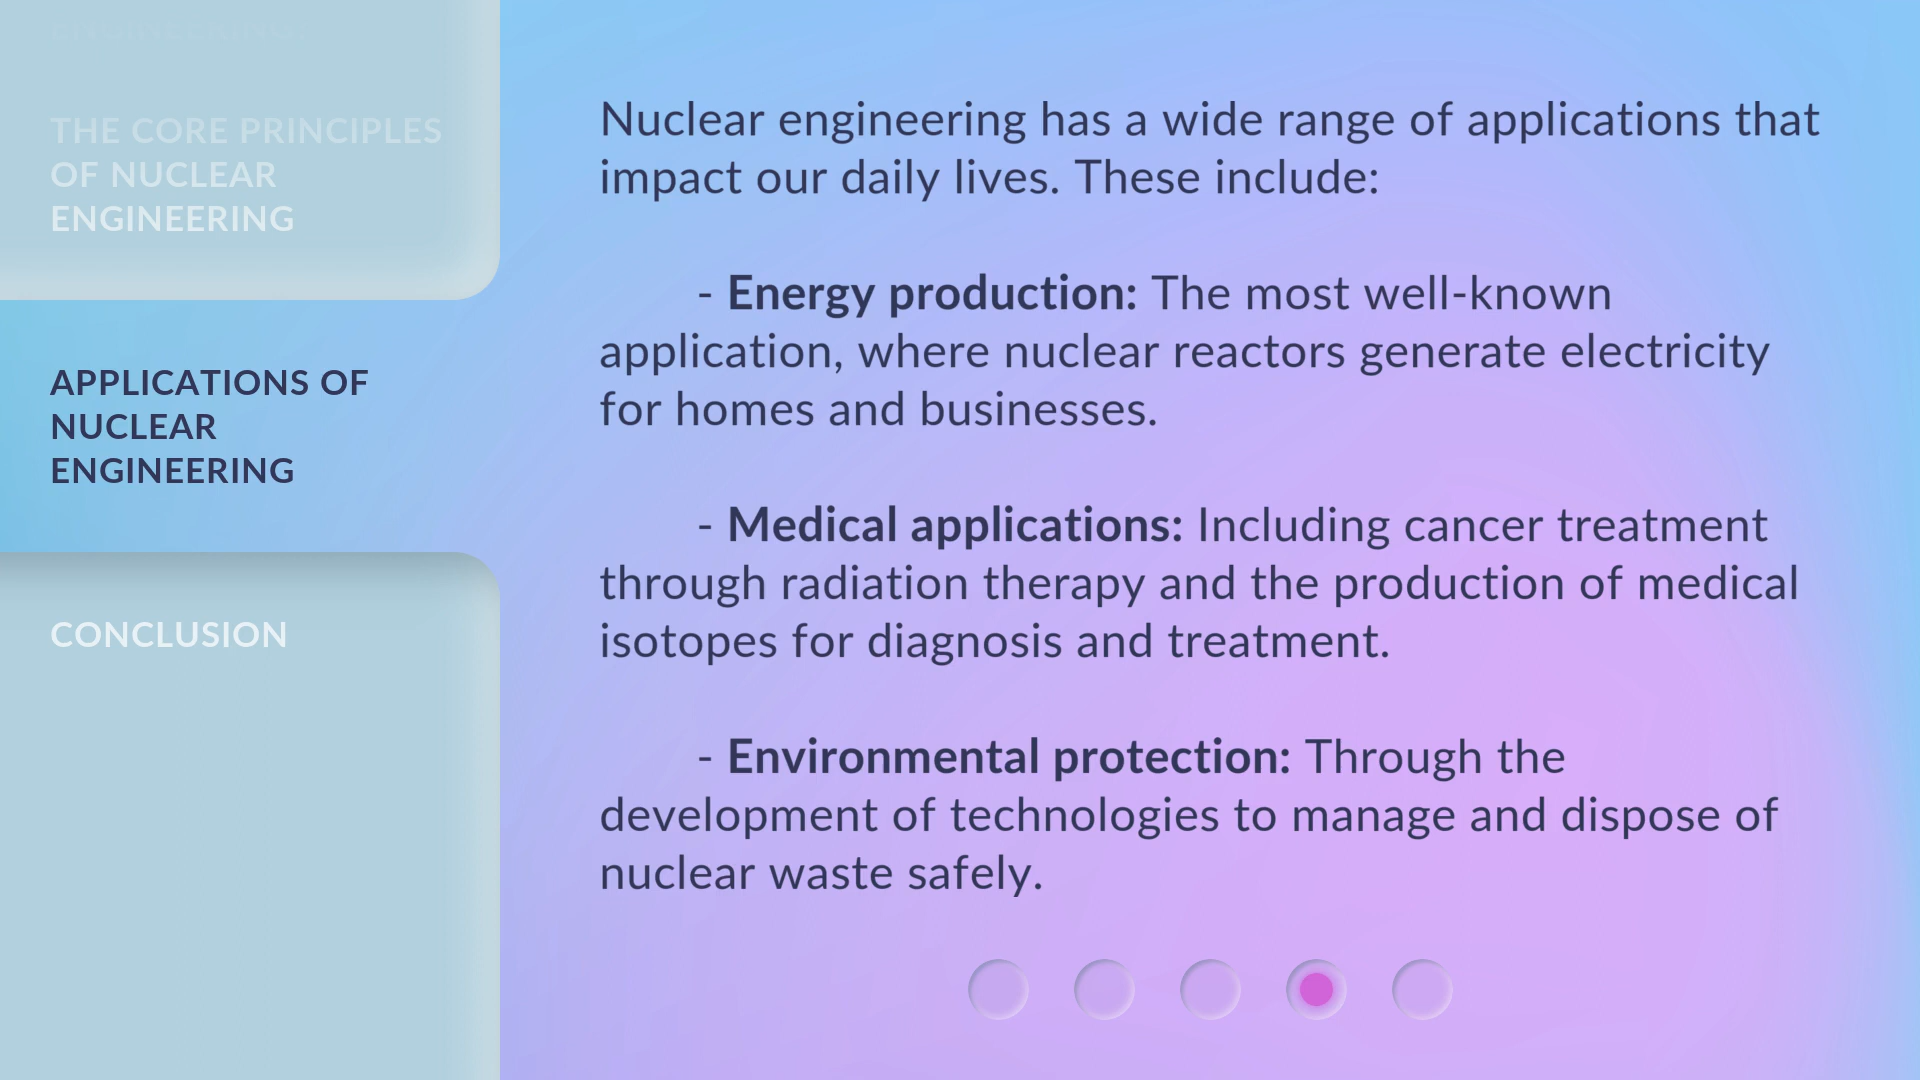 THE CORE PRINCIPLES
OF NUCLEAR
ENGINEERING
APPLICATIONS OF
NUCLEAR
ENGINEERING
CONCLUSION
Nuclear engineering has a wide range of applications that
impact our daily lives. These include:
- Energy production: The most well-known
application, where nuclear reactors generate electricity
for homes and businesses.
- Medical applications: Including cancer treatment
through radiation therapy and the production of medical
isotopes for diagnosis and treatment.
- Environmental protection: Through the
development of technologies to manage and dispose of
nuclear waste safely.